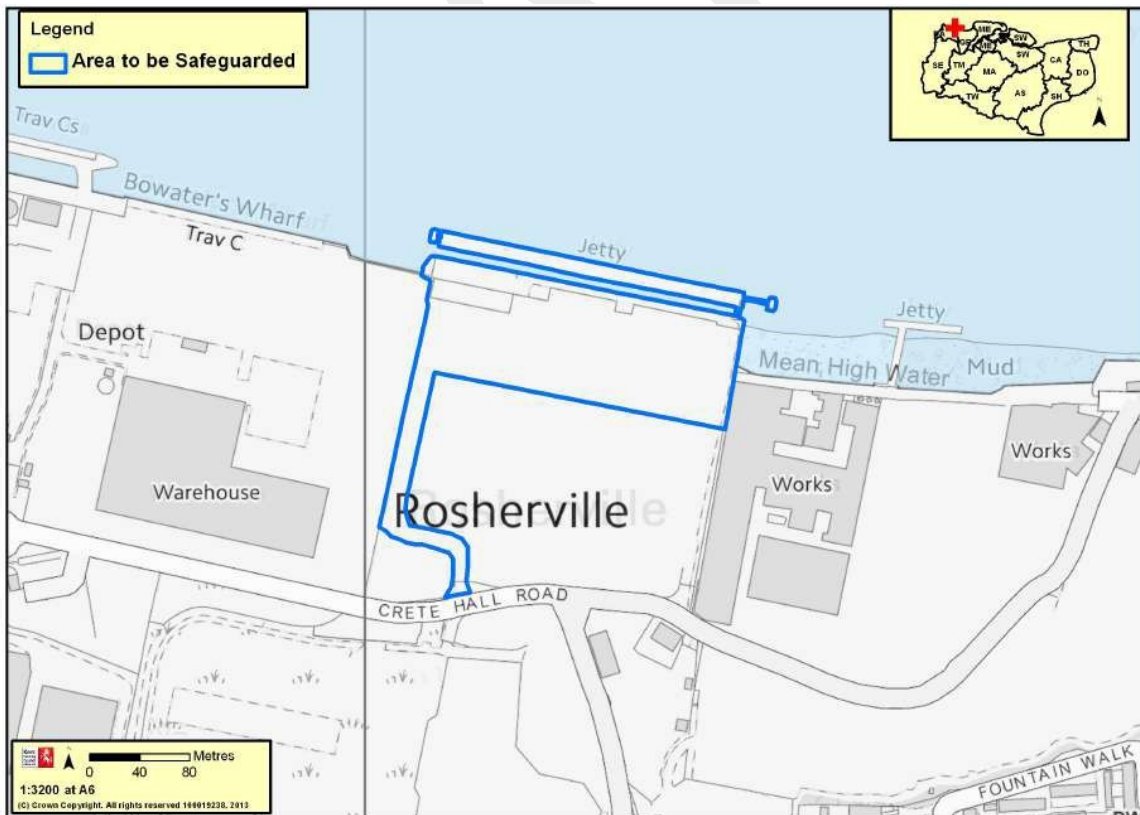 Legend
Area to be Safeguarded
ME
SW
TH
SE
TM
MA
SW
CA
DO
TW
AS
SH
Trav Cs
Bowater's Wharf
Trav C
Jetty
Jetty
Depot
Mean High Water
Mud
Warehouse
Rosherville
Works
Works
CRETE HALL ROAD
FOUNTAIN WALK
Metres
0 40 80
1:3200 at A6
(C) Crown Copyright. All rights reserved 100019238, 2013